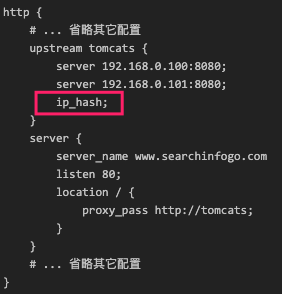 http {
    # ... 省略其它配置
    upstream tomcats {
        server 192.168.0.100:8080;
        server 192.168.0.101:8080;
        ip_hash;
    }
    server {
        server_name www.searchinfogo.com
        listen 80;
        location / {
            proxy_pass http://tomcats;
        }
    }
    # ... 省略其它配置
}